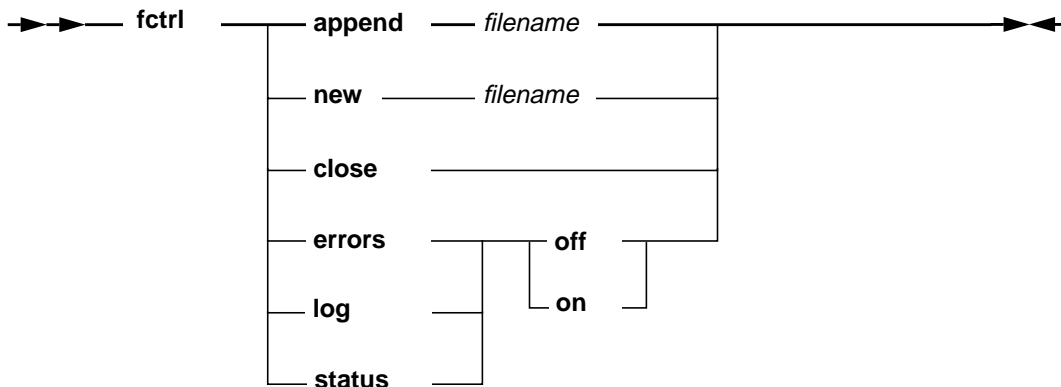 fctrl append filename
new filename
close
errors off
on
log
status